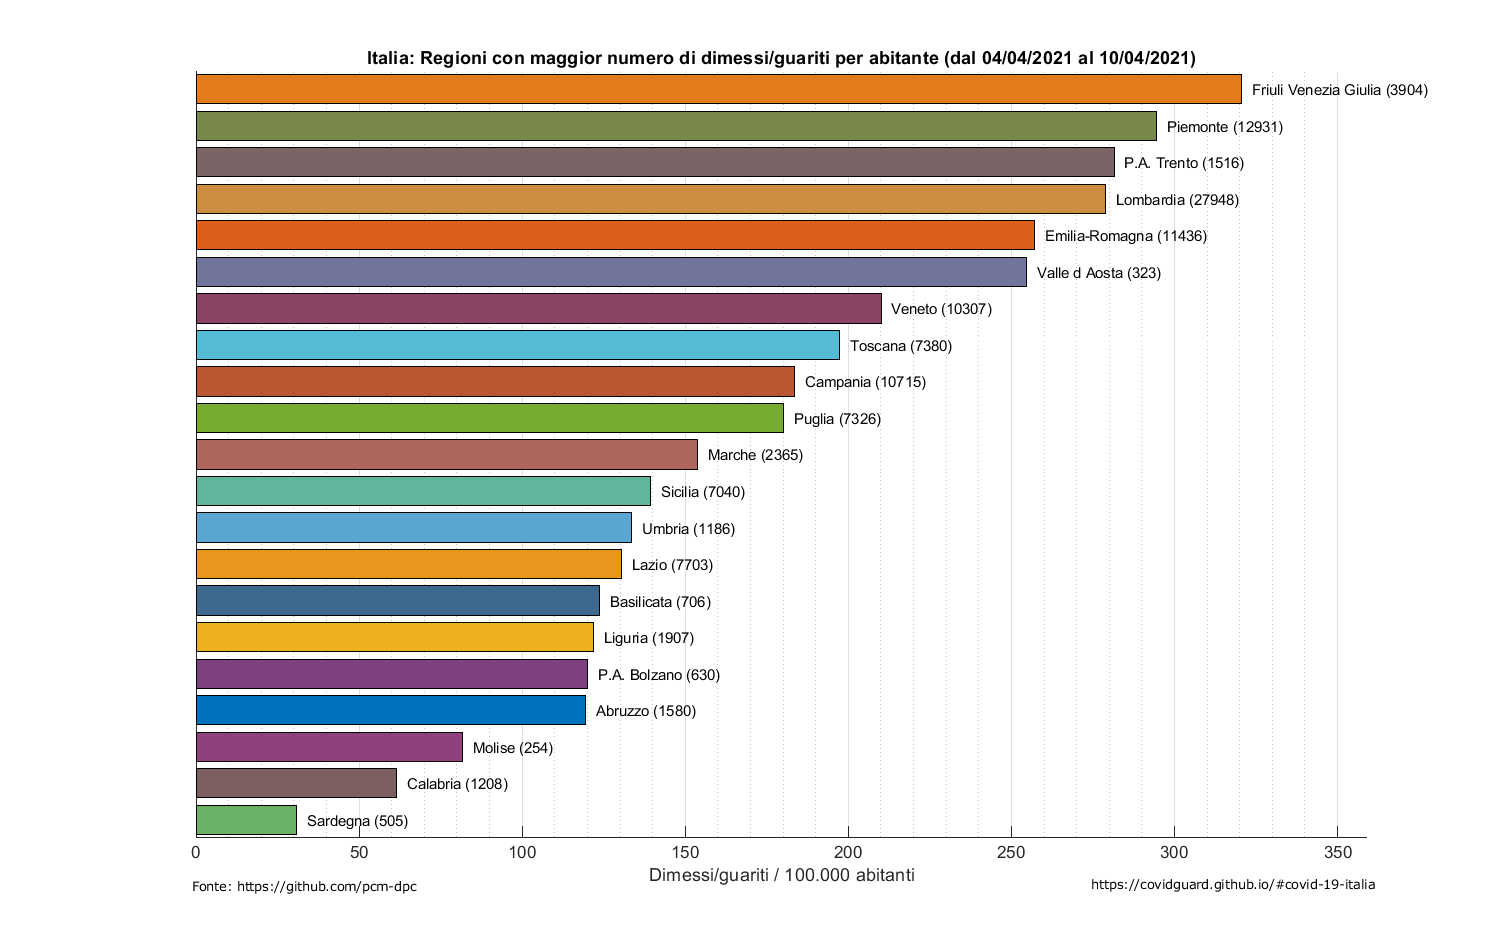 Italia: Regioni con maggior numero di dimessi/guariti per abitante (dal 04/04/2021 al 10/04/2021)
Friuli Venezia Giulia (3904)
Piemonte (12931)
P.A. Trento (1516)
Lombardia (27948)
Emilia-Romagna (11436)
Valle d Aosta (323)
Veneto (10307)
Toscana (7380)
Campania (10715)
Puglia (7326)
Marche (2365)
Sicilia (7040)
Umbria (1186)
Lazio (7703)
Basilicata (706)
Liguria (1907)
P.A. Bolzano (630)
Abruzzo (1580)
Molise (254)
Calabria (1208)
Sardegna (505)
0 50 100 150 200 250 300 350
Dimessi/guariti / 100.000 abitanti
Fonte: https://github.com/pcm-dpc
https://covidguard.github.io/#covid-19-italia